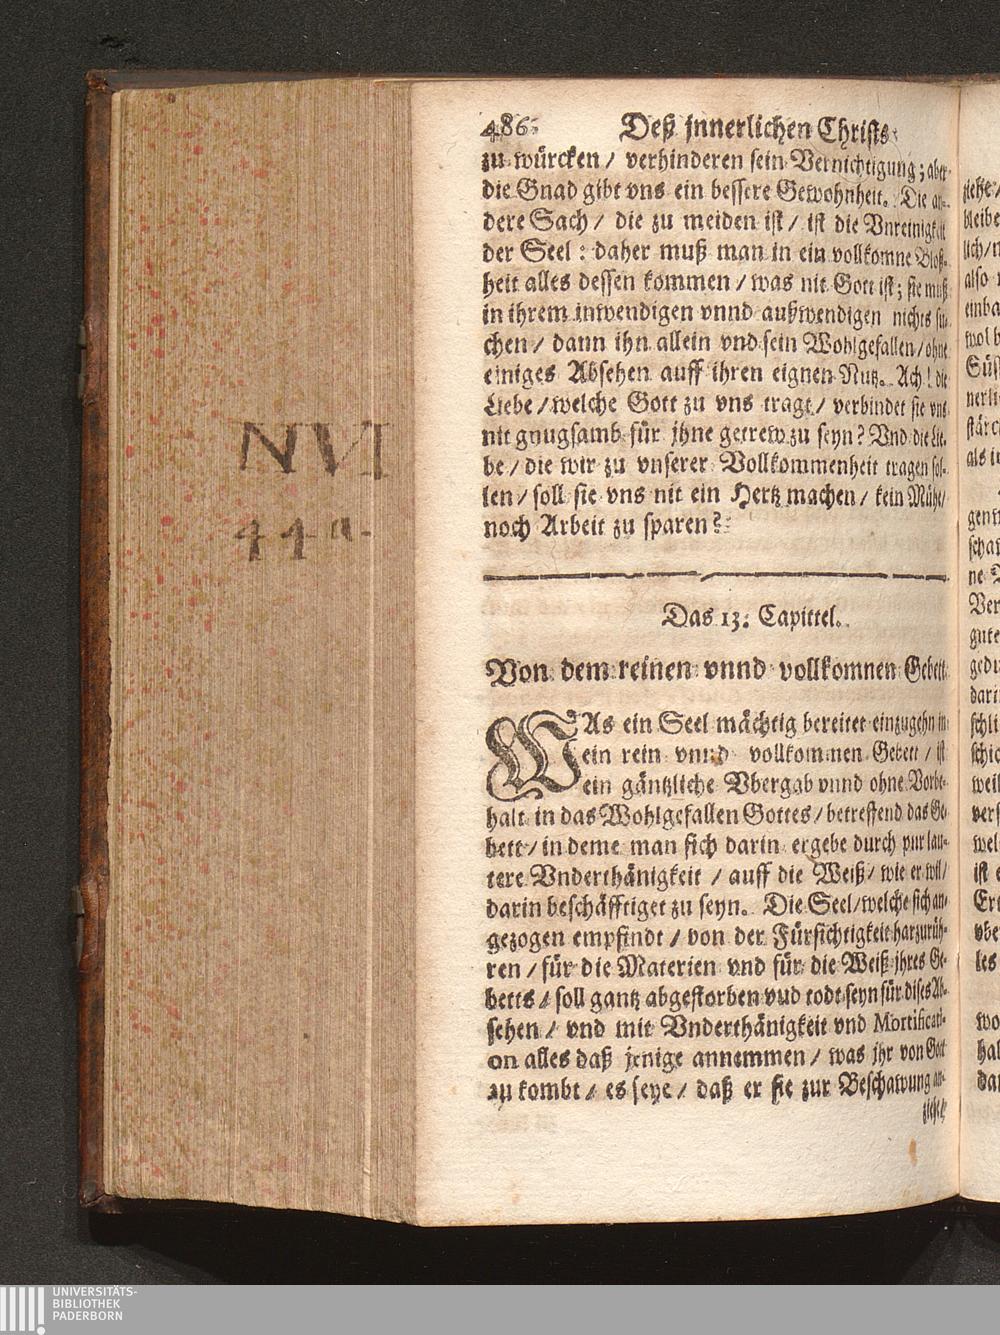 486 Deß innerlichen Christs
zu würcken / verhinderen sein Vernichtigung; aber
die Gnad gibt vns ein bessere Gewohnheit. Die an-
dere Sach / die zu meiden ist / ist die Vnreinigkeit
der Seel : daher muß man in ein vollkomne Bloß-
heit alles dessen kommen / was nit Gott ist; sie muß
in ihrem inwendigen vnnd außwendigen nichts su-
chen / dann ihn allein vnd sein Wohlgefallen / ohne
einiges Absehen auff ihren eignen Nutz. Ach! die
Liebe / welche Gott zu vns tragt / verbindet sie vns
nit gnugsamb für jhne getrew zu seyn? Vnd die Lie-
be / die wir zu vnserer Vollkommenheit tragen sol-
len / soll sie vns nit ein Hertz machen / kein Mühe /
noch Arbeit zu sparen?
Das 13. Capittel.
Von dem reinen vnnd vollkomnen Gebett.
WAs ein Seel mächtig bereitet einzugehn in
ein rein vnnd vollkommen Gebett / ist
ein gäntzliche Vbergab vnnd ohne Vorbe-
halt in das Wohlgefallen Gottes / betreffend das Ge-
bett / in deme man sich darin ergebe durch pur lau-
tere Vnderthänigkeit / auff die Weiß / wie er wil /
darin beschäfftiget zu seyn. Die Seel / welche sich an-
gezogen empfindt / von der Fürsichtigkeit harzurüh-
ren / für die Materien vnd für die Weiß jhres Ge-
betts / soll gantz abgestorben vnd todt seyn für dises Ab-
sehen / vnd mit Vnderthänigkeit vnd Mortificati-
on alles daß jenige annemmen / was jhr von Gott
zu kombt / es seye / daß er sie zur Beschawung an-
ziehe /
NVI
44 a.
UNIVERSITÄTS-
BIBLIOTHEK
PADERBORN